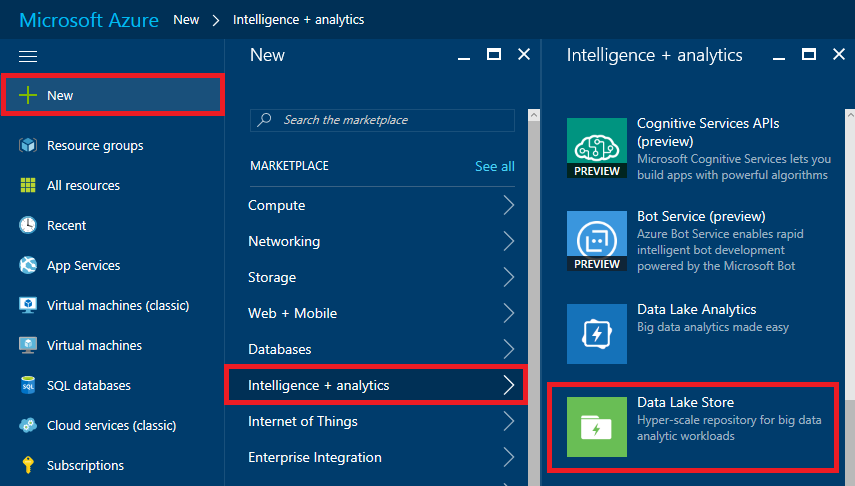 Microsoft Azure New > Intelligence + analytics
New
Resource groups
All resources
Recent
App Services
Virtual machines (classic)
Virtual machines
SQL
SQL databases
Cloud services (classic)
Subscriptions
New
Search the marketplace
MARKETPLACE See all
Compute
Networking
Storage
Web + Mobile
Databases
Intelligence + analytics
Internet of Things
Enterprise Integration
Intelligence + analytics
PREVIEW
Cognitive Services APIs
(preview)
Microsoft Cognitive Services lets you
build apps with powerful algorithms
PREVIEW
Bot Service (preview)
Azure Bot Service enables rapid
intelligent bot development
powered by the Microsoft Bot
Data Lake Analytics
Big data analytics made easy
Data Lake Store
Hyper-scale repository for big data
analytic workloads